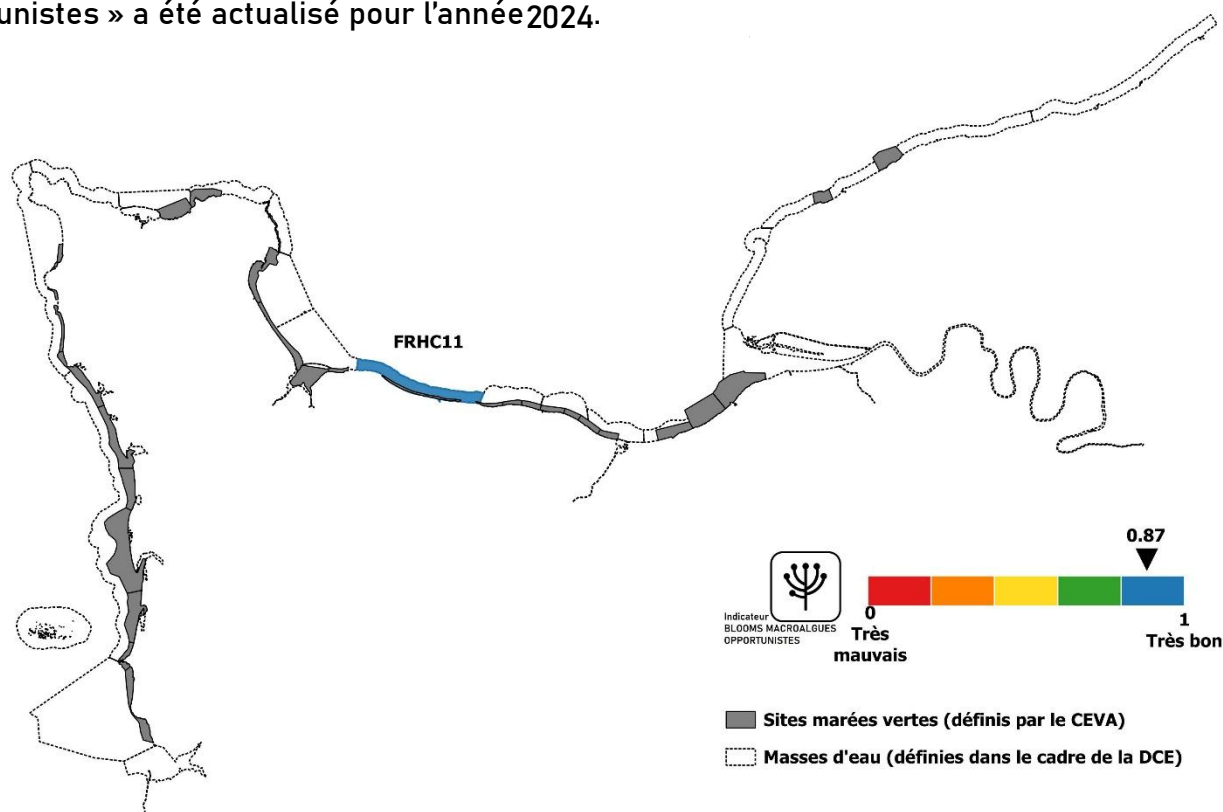 unistes » a été actualisé pour l'année 2024.
FRHC11
0.87
Indicateur
BLOOMS MACROALGUES
OPPORTUNISTES
0
1
Très
mauvais
Très bon
Sites marées vertes (définis par le CEVA)
Masses d'eau (définies dans le cadre de la DCE)